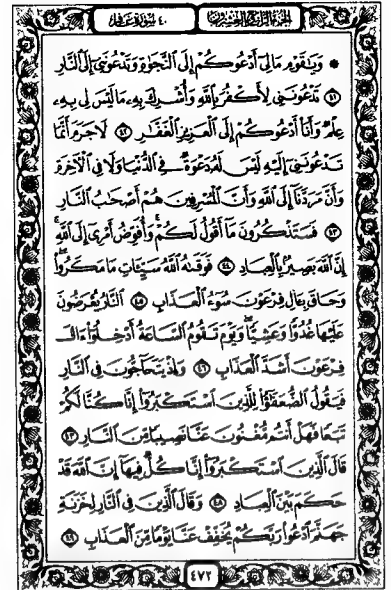 الجزء الرابع والعشرون ٤٠ سورة غافر
۞ وَيَٰقَوْمِ مَا لِىٓ أَدْعُوكُمْ إِلَى ٱلنَّجَوٰةِ وَتَدْعُونَنِىٓ إِلَى ٱلنَّارِ
٤١ تَدْعُونَنِى لِأَكْفُرَ بِٱللَّهِ وَأُشْرِكَ بِهِۦ مَا لَيْسَ لِى بِهِۦ
عِلْمٌ وَأَنَا۠ أَدْعُوكُمْ إِلَى ٱلْعَزِيزِ ٱلْغَفَّٰرِ ٤٢ لَا جَرَمَ أَنَّمَا
تَدْعُونَنِىٓ إِلَيْهِ لَيْسَ لَهُۥ دَعْوَةٌ فِى ٱلدُّنْيَا وَلَا فِى ٱلْءَاخِرَةِ
وَأَنَّ مَرَدَّنَآ إِلَى ٱللَّهِ وَأَنَّ ٱلْمُسْرِفِينَ هُمْ أَصْحَٰبُ ٱلنَّارِ
٤٣ فَسَتَذْكُرُونَ مَآ أَقُولُ لَكُمْ وَأُفَوِّضُ أَمْرِىٓ إِلَى ٱللَّهِ
إِنَّ ٱللَّهَ بَصِيرٌۢ بِٱلْعِبَادِ ٤٤ فَوَقَىٰهُ ٱللَّهُ سَيِّـَٔاتِ مَا مَكَرُوا۟
وَحَاقَ بِـَٔالِ فِرْعَوْنَ سُوٓءُ ٱلْعَذَابِ ٤٥ ٱلنَّارُ يُعْرَضُونَ
عَلَيْهَا غُدُوًّا وَعَشِيًّا وَيَوْمَ تَقُومُ ٱلسَّاعَةُ أَدْخِلُوٓا۟ ءَالَ
فِرْعَوْنَ أَشَدَّ ٱلْعَذَابِ ٤٦ وَإِذْ يَتَحَآجُّونَ فِى ٱلنَّارِ
فَيَقُولُ ٱلضُّعَفَٰٓؤُا۟ لِلَّذِينَ ٱسْتَكْبَرُوٓا۟ إِنَّا كُنَّا لَكُمْ
تَبَعًا فَهَلْ أَنتُم مُّغْنُونَ عَنَّا نَصِيبًا مِّنَ ٱلنَّارِ ٤٧
قَالَ ٱلَّذِينَ ٱسْتَكْبَرُوٓا۟ إِنَّا كُلٌّ فِيهَآ إِنَّ ٱللَّهَ قَدْ
حَكَمَ بَيْنَ ٱلْعِبَادِ ٤٨ وَقَالَ ٱلَّذِينَ فِى ٱلنَّارِ لِخَزَنَةِ
جَهَنَّمَ ٱدْعُوا۟ رَبَّكُمْ يُخَفِّفْ عَنَّا يَوْمًا مِّنَ ٱلْعَذَابِ ٤٩
٤٧٢